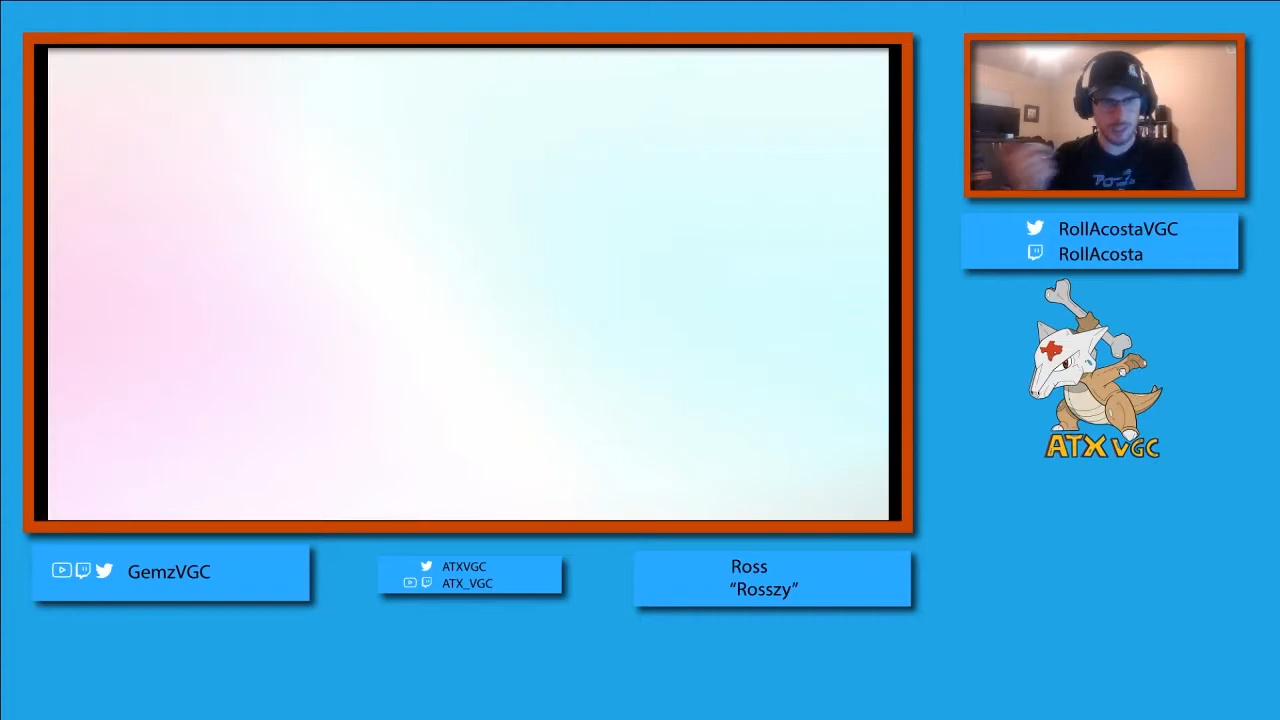 RollAcostaVGC
RollAcosta
ATX VGC
GemzVGC
ATXVGC
ATX_VGC
Ross
“Rosszy”